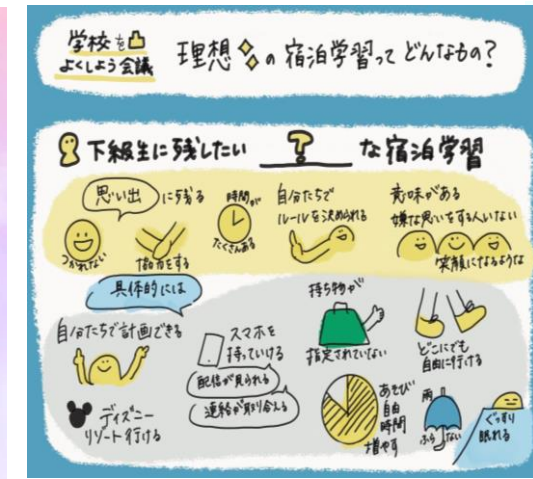 学校を
よくしよう会議
理想の宿泊学習ってどんなもの?
下級生に残したい ? な宿泊学習
思い出に残る
つかれない
協力をする
時間が
たくさんある
自分たちで
ルールを決められる
意味がある
嫌な思いをする人いない
笑顔になるような
具体的には
自分たちで計画できる
ディズニー
リゾート行ける
スマホを
持っていける
配信が見られる
連絡が取り合える
持ち物が
指定されていない
あそび
自由
時間
増やす
どこにでも
自由に行ける
雨
ふらない
ぐっすり
眠れる